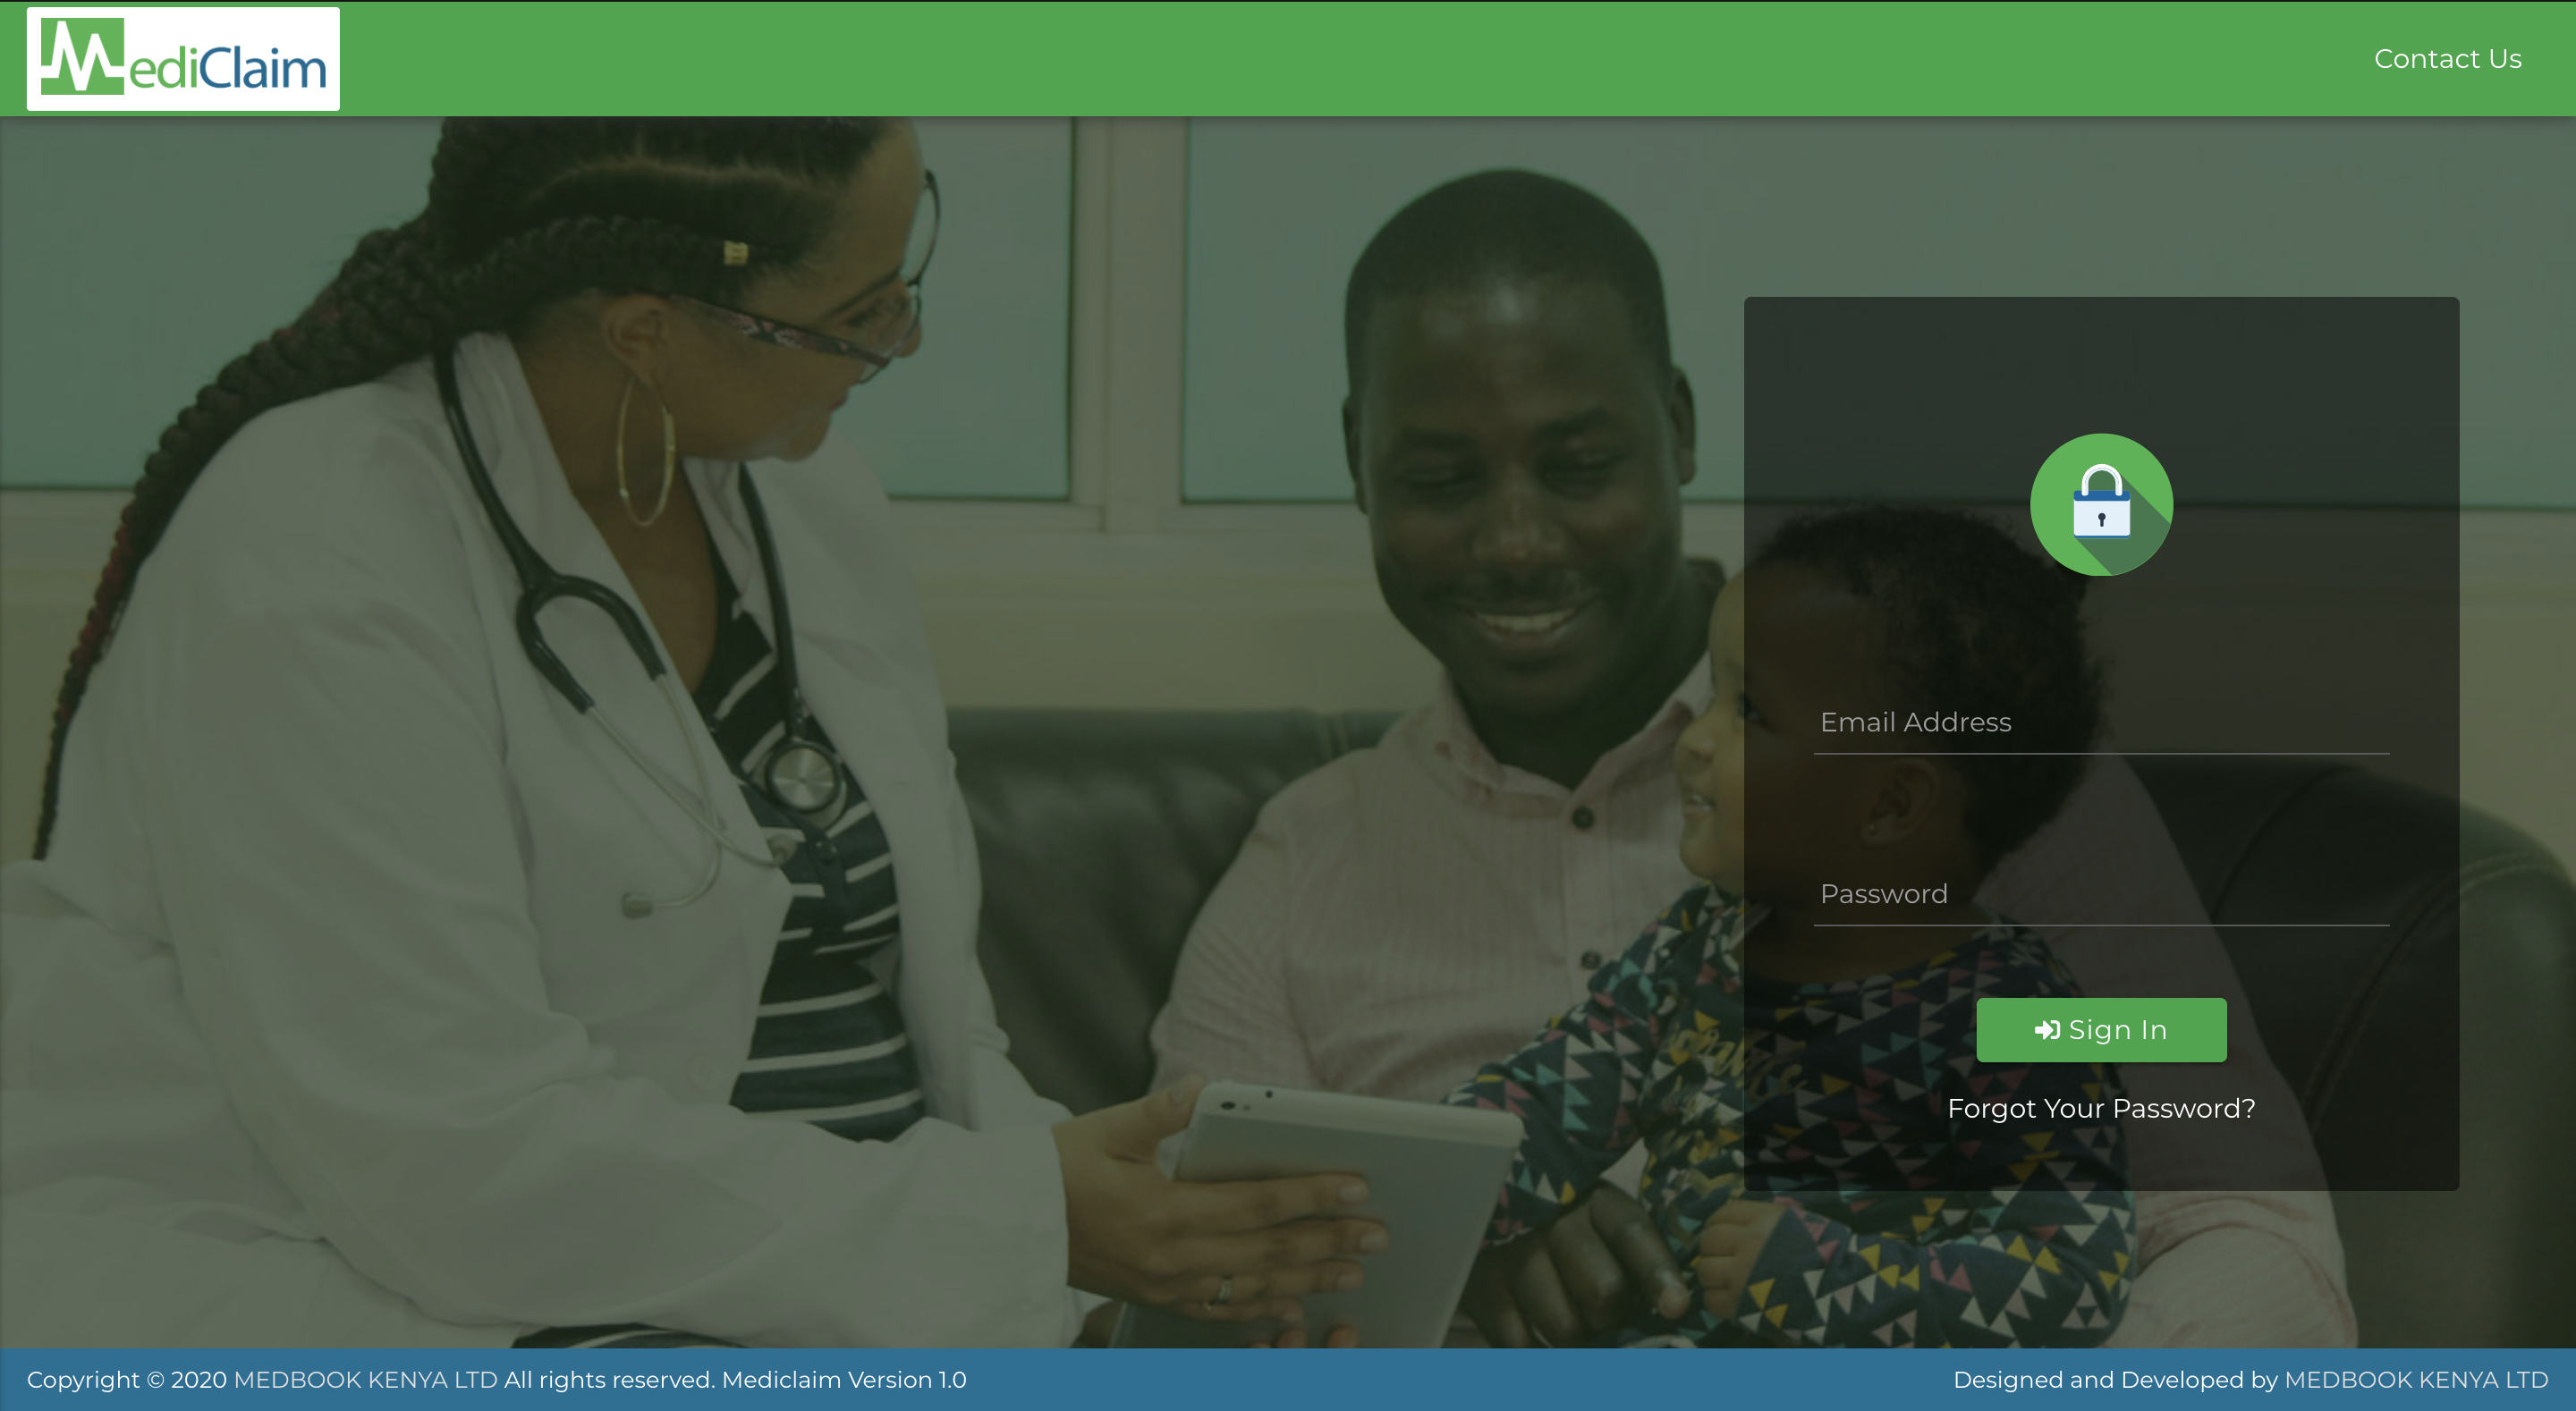 MediClaim
Contact Us
Email Address
Password
Sign In
Forgot Your Password?
Copyright © 2020 MEDBOOK KENYA LTD All rights reserved. Mediclaim Version 1.0
Designed and Developed by MEDBOOK KENYA LTD